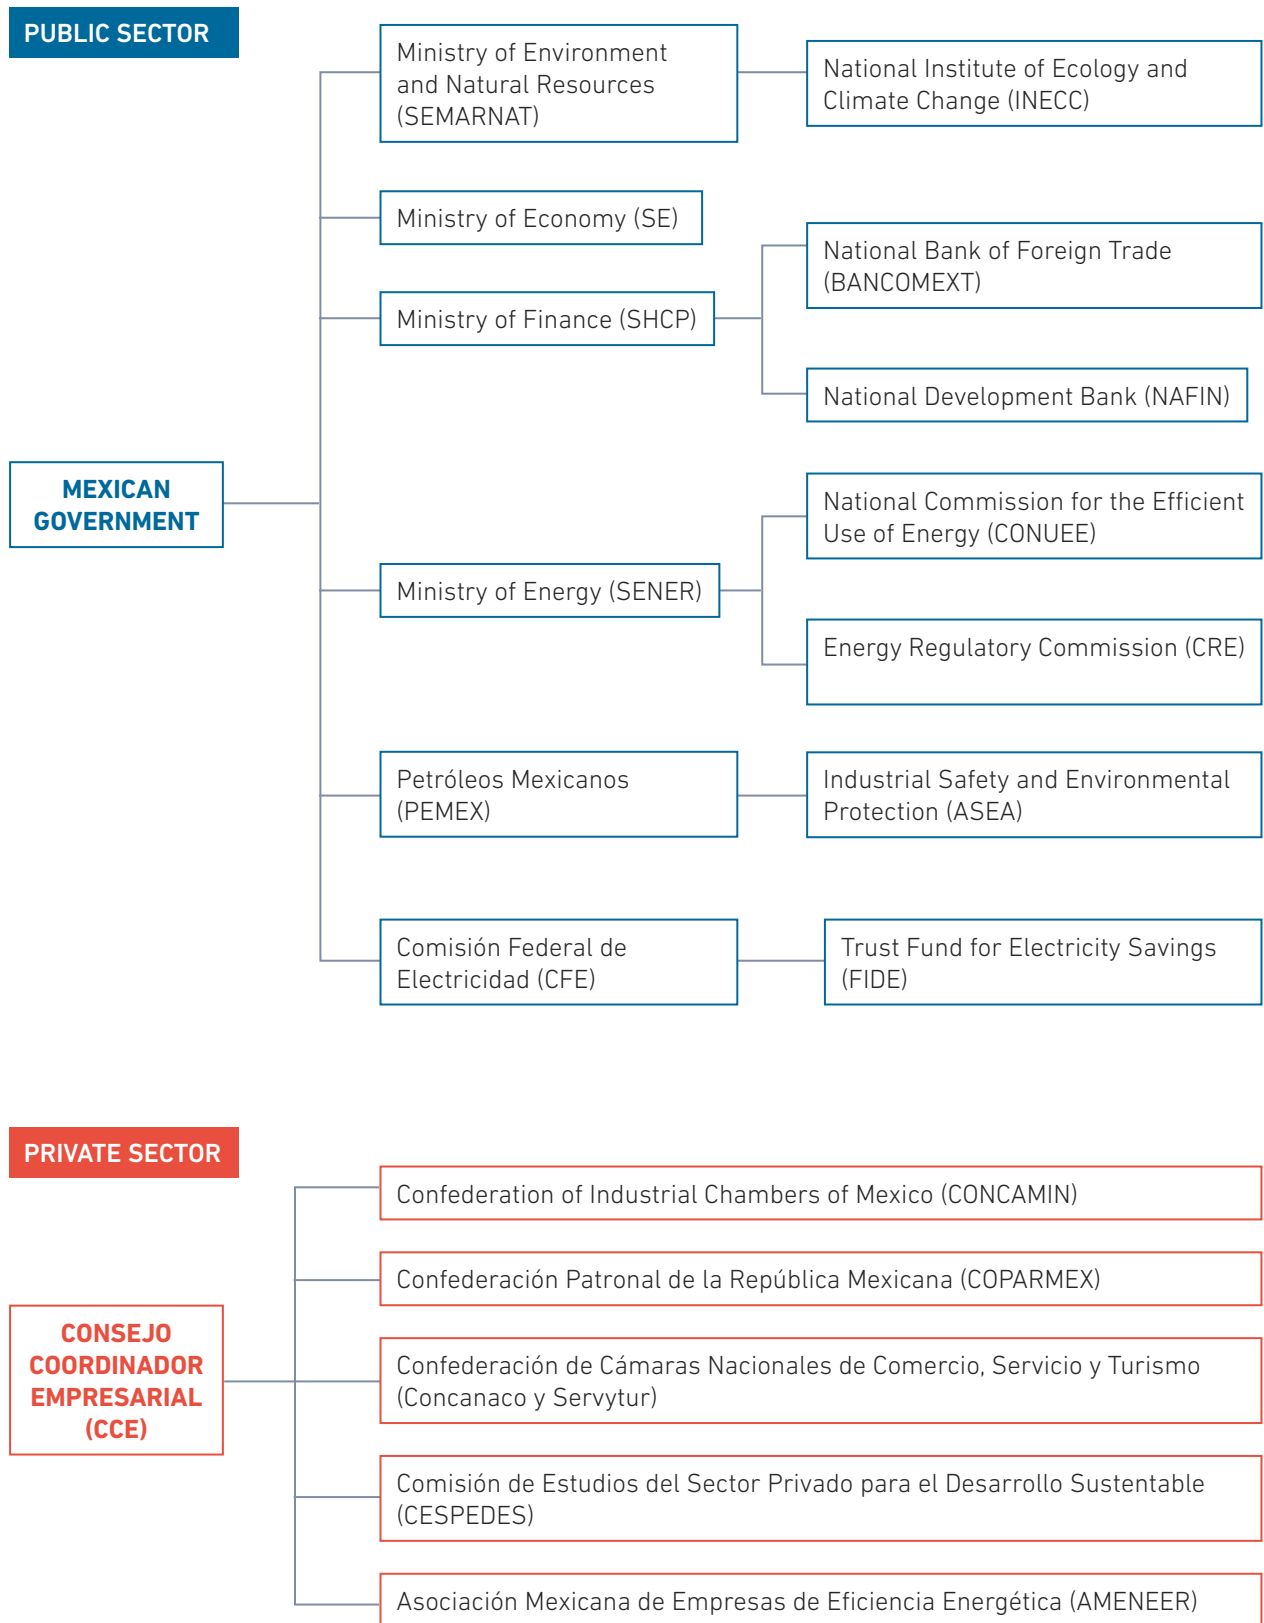 PUBLIC SECTOR
Ministry of Environment
and Natural Resources
(SEMARNAT)
National Institute of Ecology and
Climate Change (INECC)
Ministry of Economy (SE)
National Bank of Foreign Trade
(BANCOMEXT)
Ministry of Finance (SHCP)
National Development Bank (NAFIN)
MEXICAN
GOVERNMENT
National Commission for the Efficient
Use of Energy (CONUEE)
Ministry of Energy (SENER)
Energy Regulatory Commission (CRE)
Petróleos Mexicanos
(PEMEX)
Industrial Safety and Environmental
Protection (ASEA)
Comisión Federal de
Electricidad (CFE)
Trust Fund for Electricity Savings
(FIDE)
PRIVATE SECTOR
Confederation of Industrial Chambers of Mexico (CONCAMIN)
Confederación Patronal de la República Mexicana (COPARMEX)
CONSEJO
COORDINADOR
EMPRESARIAL
(CCE)
Confederación de Cámaras Nacionales de Comercio, Servicio y Turismo
(Concanaco y Servytur)
Comisión de Estudios del Sector Privado para el Desarrollo Sustentable
(CESPEDES)
Asociación Mexicana de Empresas de Eficiencia Energética (AMENEER)